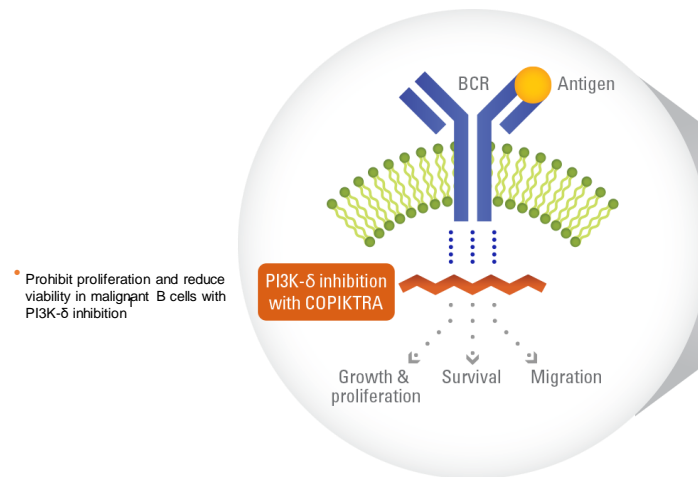 BCR
Antigen
• Prohibit proliferation and reduce
viability in malignant B cells with
PI3K-δ inhibition
PI3K-δ inhibition
with COPIKTRA
Growth &
proliferation
Survival
Migration